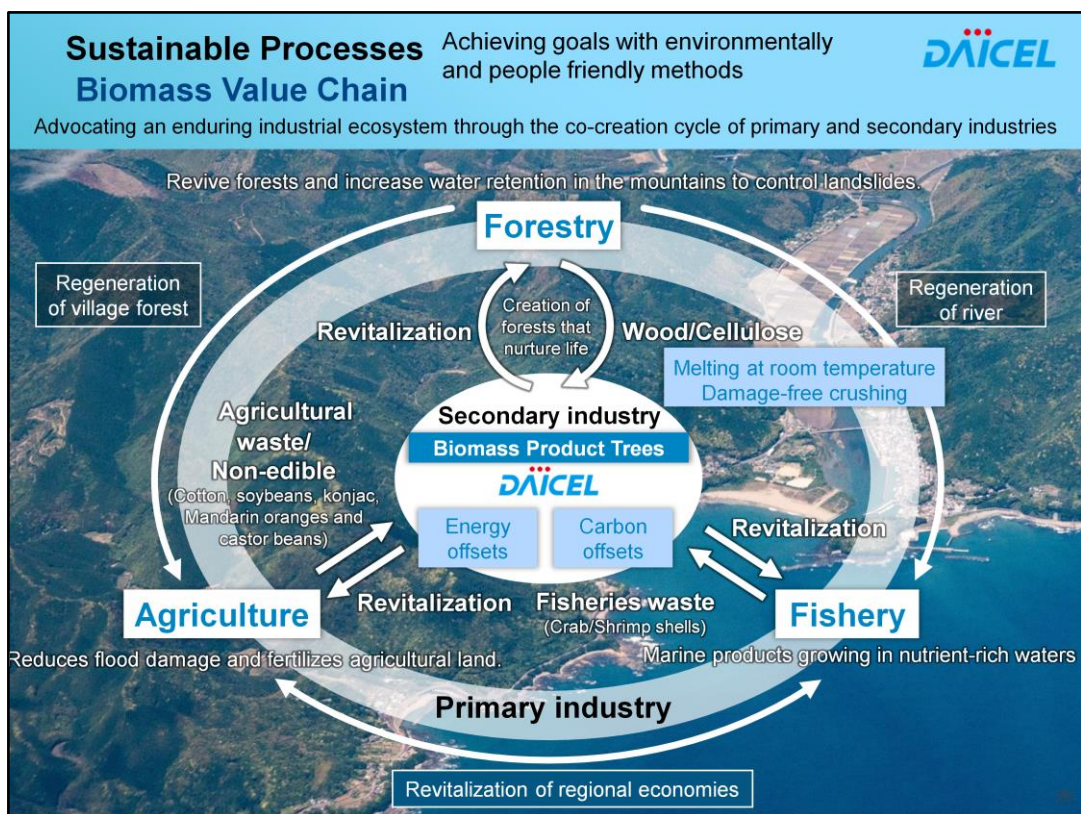 Sustainable Processes
Biomass Value Chain
Achieving goals with environmentally
and people friendly methods
DAICEL
Advocating an enduring industrial ecosystem through the co-creation cycle of primary and secondary industries
Revive forests and increase water retention in the mountains to control landslides.
Forestry
Regeneration
of village forest
Regeneration
of river
Revitalization
Creation of
forests that
nurture life
Wood/Cellulose
Melting at room temperature
Damage-free crushing
Secondary industry
Biomass Product Trees
DAICEL
Energy
offsets
Carbon
offsets
Agricultural
waste/
Non-edible
(Cotton, soybeans, konjac,
Mandarin oranges and
castor beans)
Revitalization
Revitalization
Fisheries waste
(Crab/Shrimp shells)
Agriculture
Fishery
Reduces flood damage and fertilizes agricultural land.
Marine products growing in nutrient-rich waters
Primary industry
Revitalization of regional economies